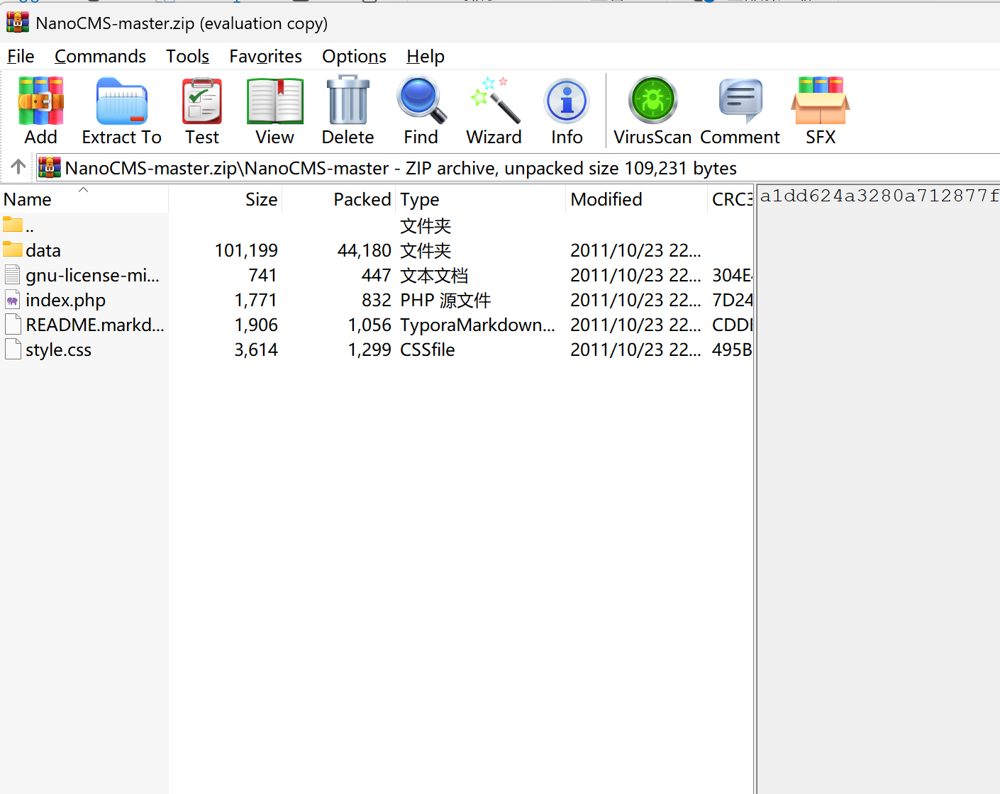 NanoCMS-master.zip (evaluation copy)
File Commands Tools Favorites Options Help
Add Extract To Test View Delete Find Wizard Info VirusScan Comment SFX
NanoCMS-master.zip\NanoCMS-master - ZIP archive, unpacked size 109,231 bytes
Name Size Packed Type Modified CRC3
a1dd624a3280a712877f
.. 文件夹
data 101,199 44,180 文件夹 2011/10/23 22...
gnu-license-mi... 741 447 文本文档 2011/10/23 22... 304E
index.php 1,771 832 PHP 源文件 2011/10/23 22... 7D24
README.markd... 1,906 1,056 TyporaMarkdown... 2011/10/23 22... CDD
style.css 3,614 1,299 CSSfile 2011/10/23 22... 495B